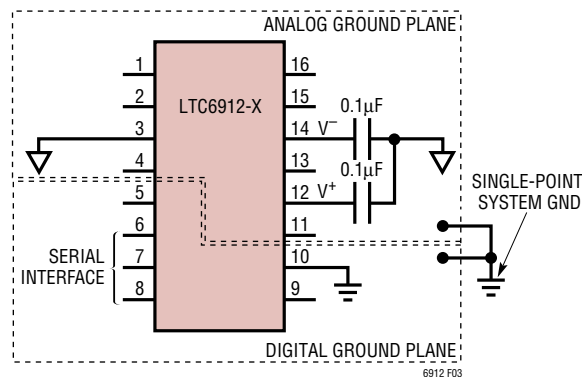 ANALOG GROUND PLANE
LTC6912-X
1
2
3
4
5
6
7
8
16
15
14
13
12
11
10
9
V–
V+
0.1µF
0.1µF
SERIAL
INTERFACE
SINGLE-POINT
SYSTEM GND
DIGITAL GROUND PLANE
6912 F03